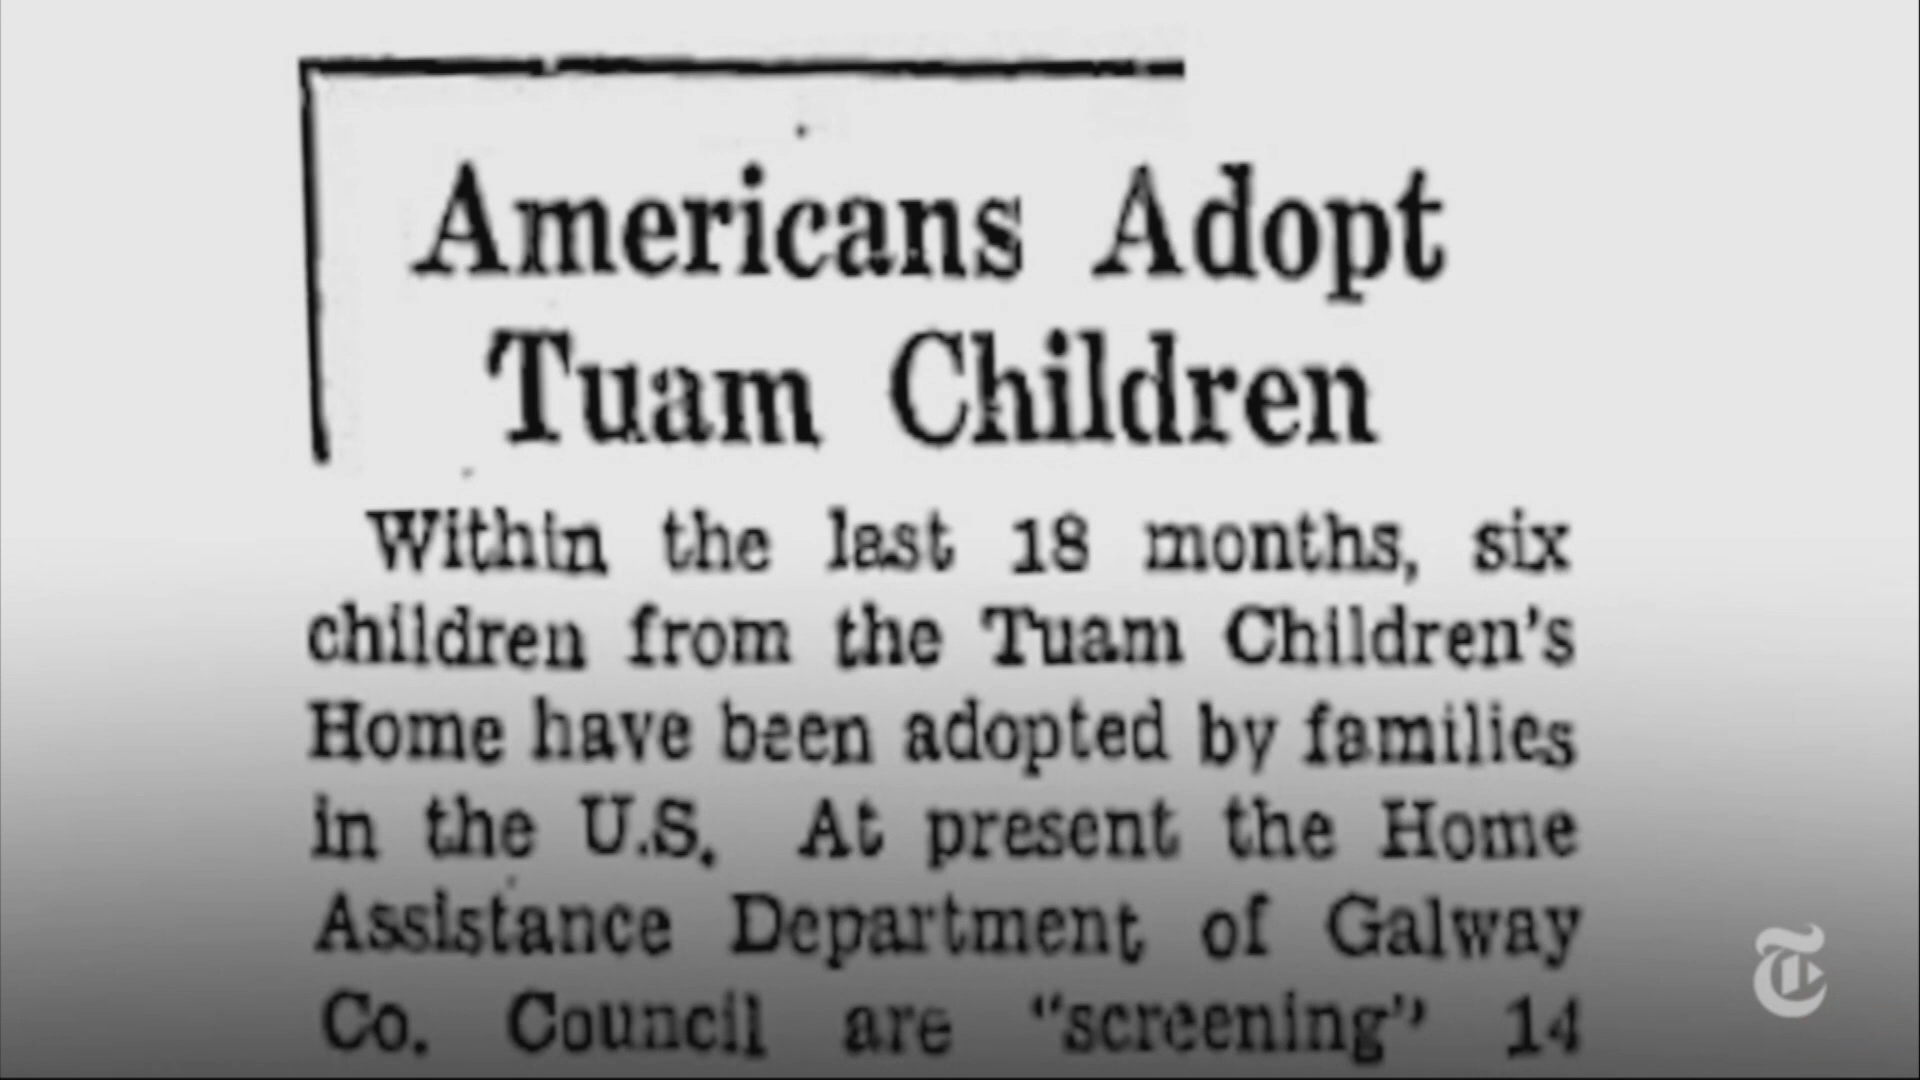 Americans Adopt
Tuam Children
Within the last 18 months, six
children from the Tuam Children's
Home have been adopted by families
in the U.S. At present the Home
Assistance Department of Galway
Co. Council are "screening" 14